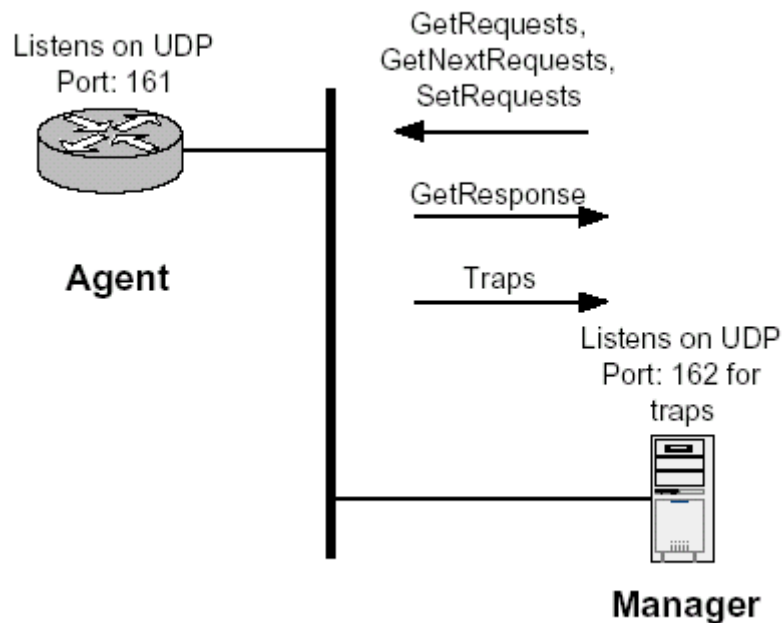 Listens on UDP
Port: 161
Agent
GetRequests,
GetNextRequests,
SetRequests
GetResponse
Traps
Listens on UDP
Port: 162 for
traps
Manager